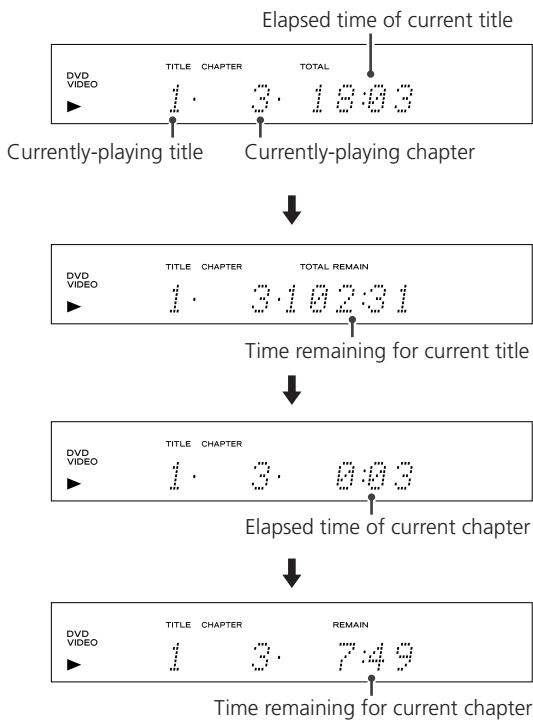 Elapsed time of current title
TITLE CHAPTER TOTAL
DVD
VIDEO
1· 3· 18:03
Currently-playing title Currently-playing chapter
TITLE CHAPTER TOTAL REMAIN
DVD
VIDEO
1· 3·102:31
Time remaining for current title
TITLE CHAPTER
DVD
VIDEO
1· 3· 0:03
Elapsed time of current chapter
TITLE CHAPTER REMAIN
DVD
VIDEO
1 3· 7:49
Time remaining for current chapter